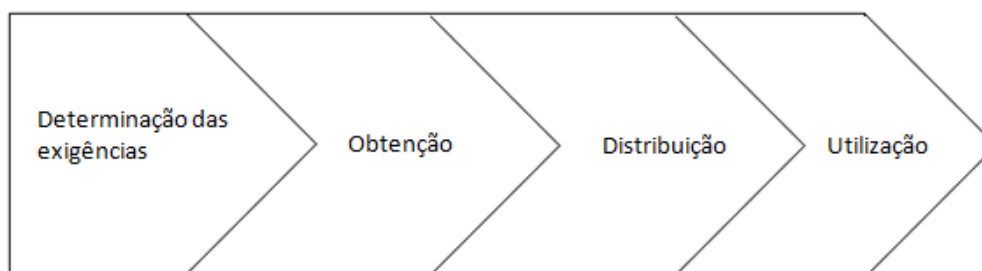 Determinação das
exigências
Obtenção
Distribuição
Utilização